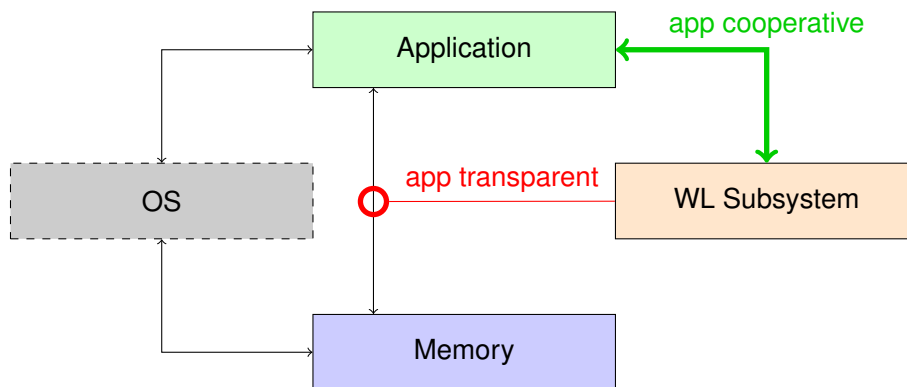 app cooperative
Application
app transparent
OS
WL Subsystem
Memory